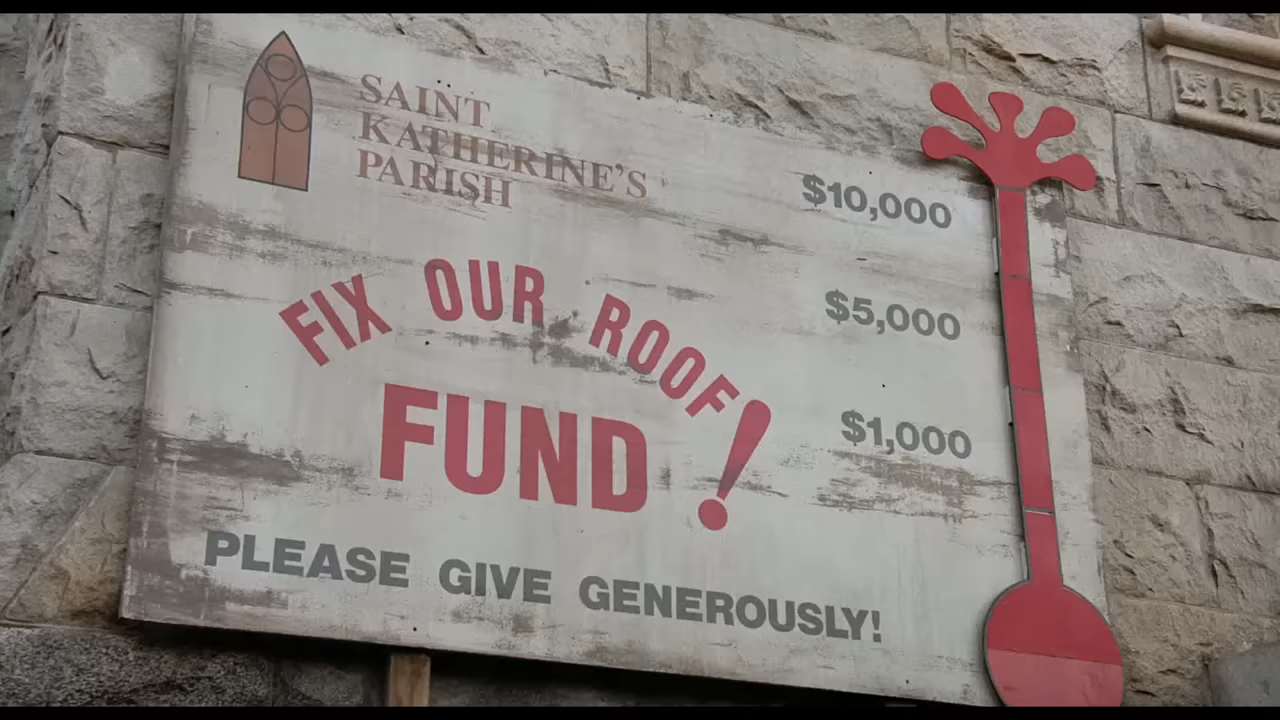 SAINT
KATHERINE'S
PARISH
$10,000
$5,000
$1,000
FIX OUR ROOF
FUND!
PLEASE GIVE GENEROUSLY!